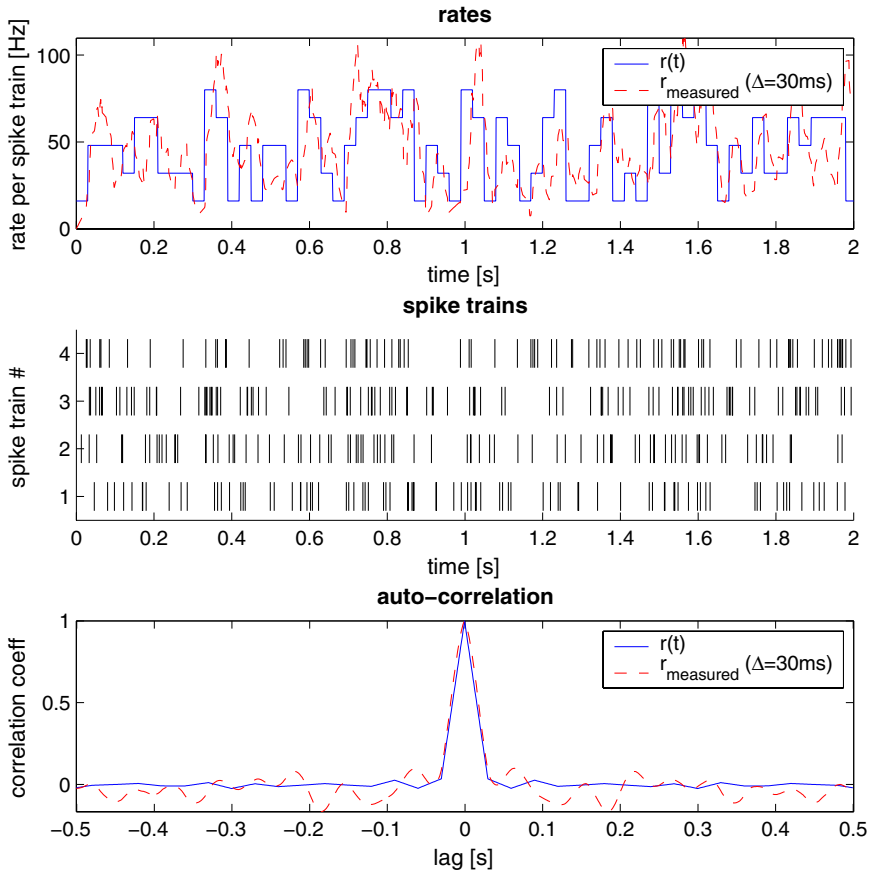 rates
rate per spike train [Hz]
100
50
0
r(t)
r_measured (Δ=30ms)
0 0.2 0.4 0.6 0.8 1 1.2 1.4 1.6 1.8 2
time [s]
spike trains
spike train #
4
3
2
1
0 0.2 0.4 0.6 0.8 1 1.2 1.4 1.6 1.8 2
time [s]
auto−correlation
correlation coeff
1
0.5
0
r(t)
r_measured (Δ=30ms)
−0.5 −0.4 −0.3 −0.2 −0.1 0 0.1 0.2 0.3 0.4 0.5
lag [s]